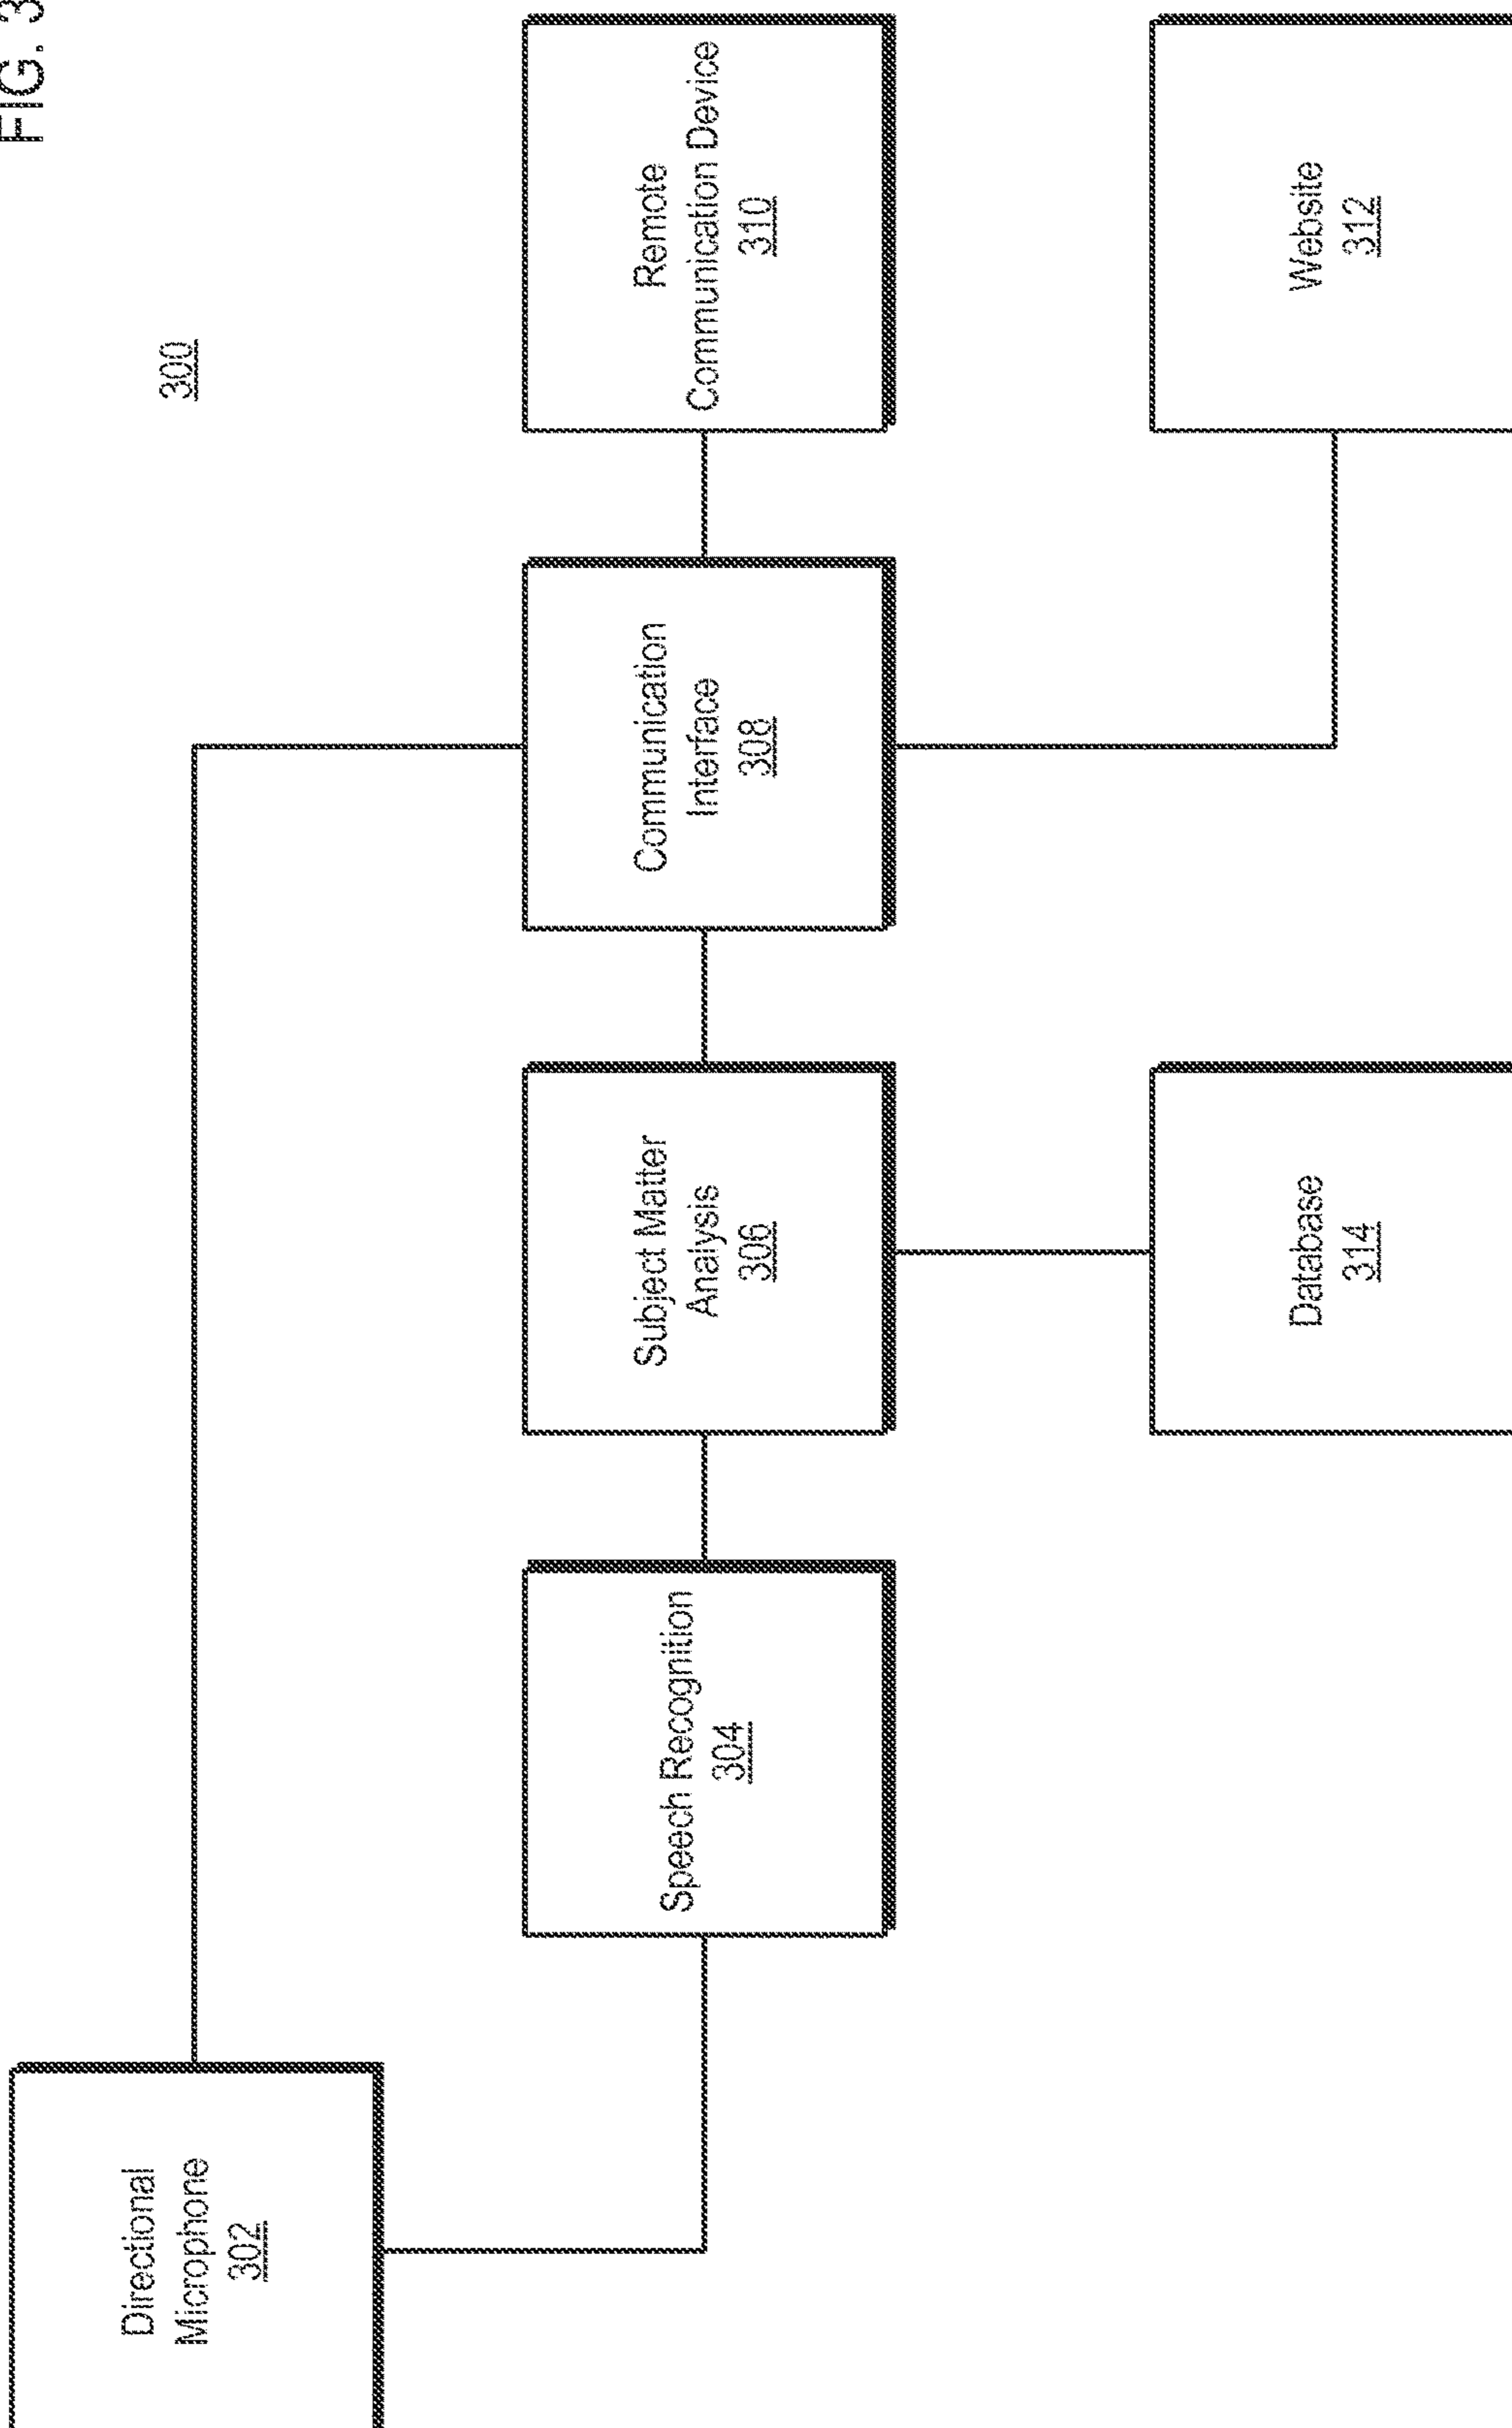 FIG. 3
300
Directional
Microphone
302
Speech Recognition
304
Subject Matter
Analysis
306
Communication
Interface
308
Remote
Communication Device
310
Database
314
Website
312